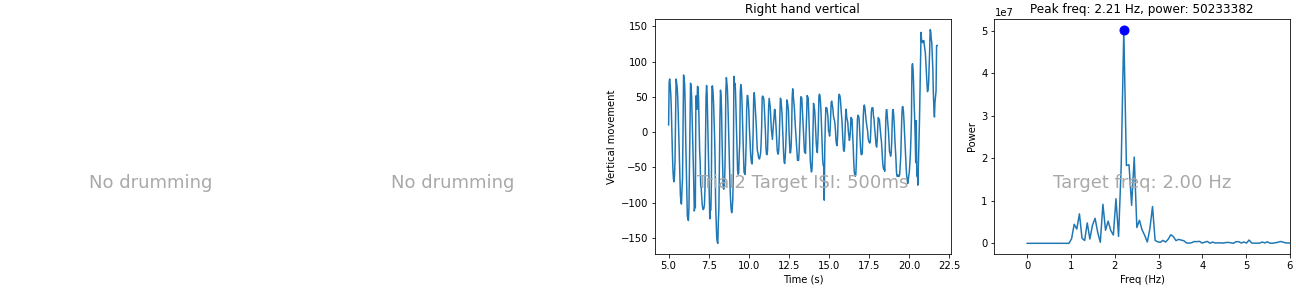 No drumming
No drumming
Right hand vertical
Vertical movement
150
100
50
0
−50
−100
−150
Trial2 Target ISI: 500ms
5.0 7.5 10.0 12.5 15.0 17.5 20.0 22.5
Time (s)
Peak freq: 2.21 Hz, power: 50233382
1e7
Power
5
4
3
2
1
0
Target freq: 2.00 Hz
0 1 2 3 4 5 6
Freq (Hz)